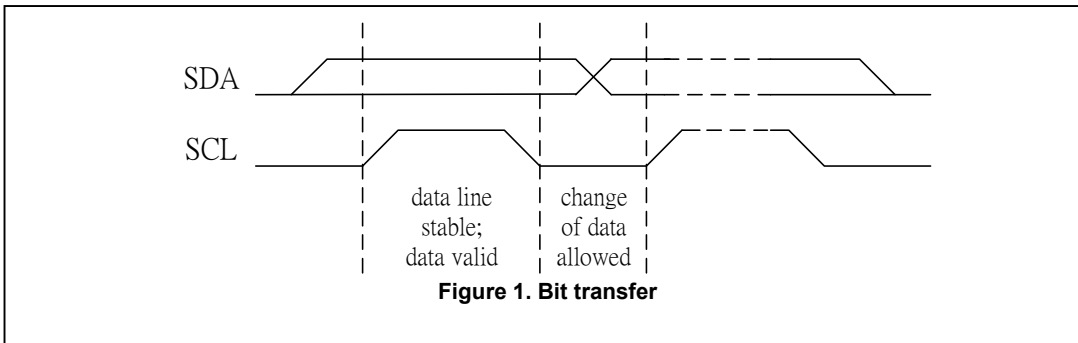 SDA
SCL
data line
stable;
data valid
change
of data
allowed
Figure 1. Bit transfer